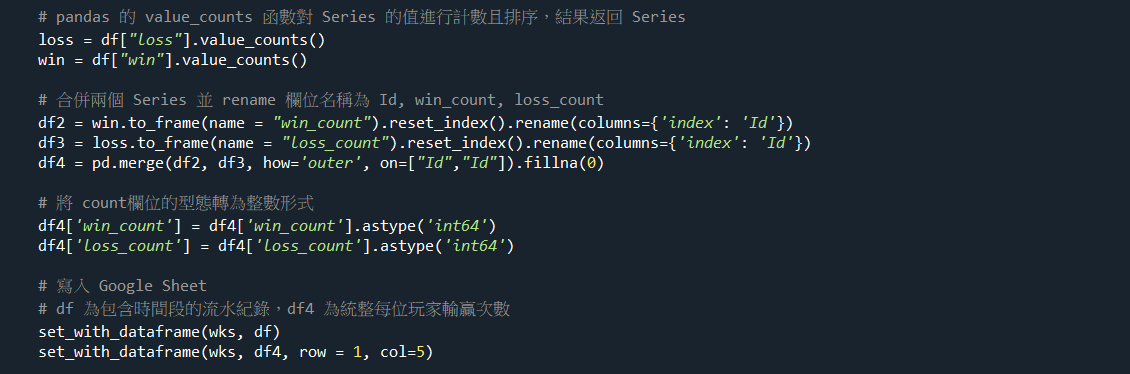 # pandas 的 value_counts 函數對 Series 的值進行計數且排序，結果返回 Series
loss = df["loss"].value_counts()
win = df["win"].value_counts()
# 合併兩個 Series 並 rename 欄位名稱為 Id, win_count, loss_count
df2 = win.to_frame(name = "win_count").reset_index().rename(columns={'index': 'Id'})
df3 = loss.to_frame(name = "loss_count").reset_index().rename(columns={'index': 'Id'})
df4 = pd.merge(df2, df3, how='outer', on=["Id","Id"]).fillna(0)
# 將 count欄位的型態轉為整數形式
df4['win_count'] = df4['win_count'].astype('int64')
df4['loss_count'] = df4['loss_count'].astype('int64')
# 寫入 Google Sheet
# df 為包含時間段的流水紀錄，df4 為統整每位玩家輸贏次數
set_with_dataframe(wks, df)
set_with_dataframe(wks, df4, row = 1, col=5)